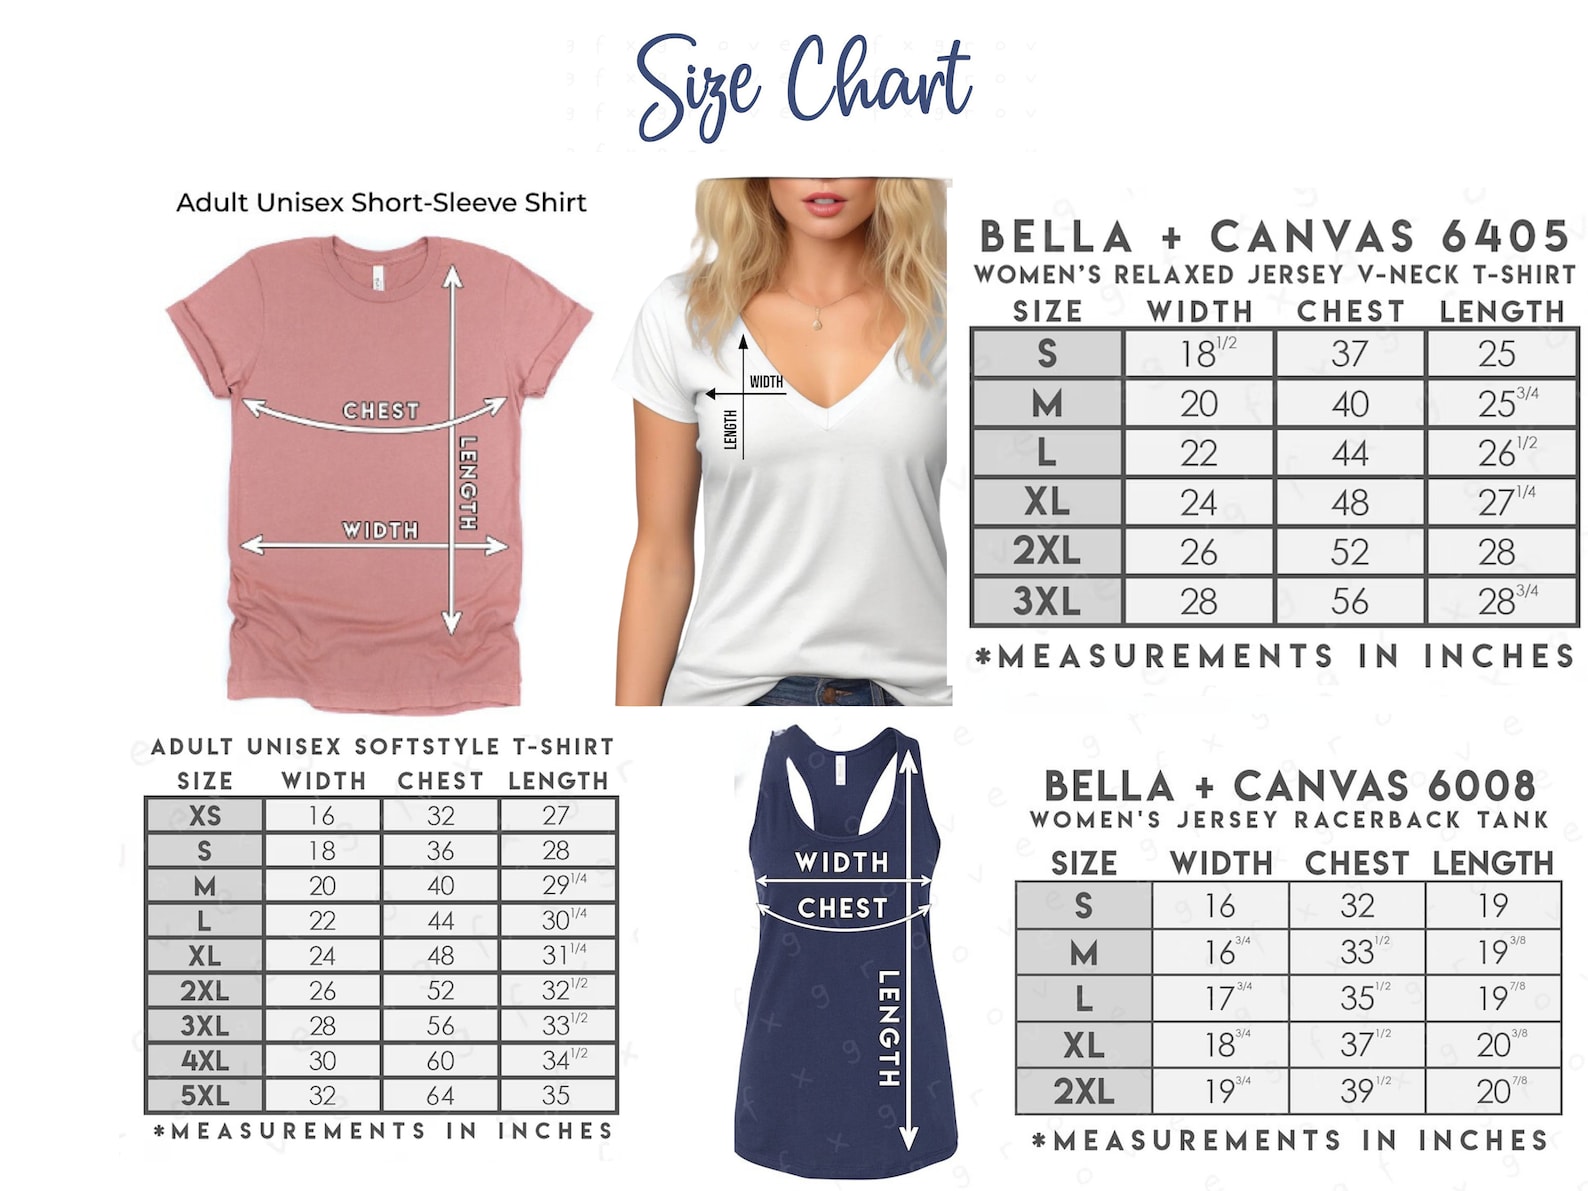 Size Chart
Adult Unisex Short-Sleeve Shirt
CHEST
LENGTH
WIDTH
WIDTH
LENGTH
BELLA + CANVAS 6405
WOMEN'S RELAXED JERSEY V-NECK T-SHIRT
SIZE WIDTH CHEST LENGTH
S 18 1/2 37 25
M 20 40 25 3/4
L 22 44 26 1/2
XL 24 48 27 1/4
2XL 26 52 28
3XL 28 56 28 3/4
*MEASUREMENTS IN INCHES
ADULT UNISEX SOFTSTYLE T-SHIRT
SIZE WIDTH CHEST LENGTH
XS 16 32 27
S 18 36 28
M 20 40 29 1/4
L 22 44 30 1/4
XL 24 48 31 1/4
2XL 26 52 32 1/2
3XL 28 56 33 1/2
4XL 30 60 34 1/2
5XL 32 64 35
*MEASUREMENTS IN INCHES
WIDTH
CHEST
LENGTH
BELLA + CANVAS 6008
WOMEN'S JERSEY RACERBACK TANK
SIZE WIDTH CHEST LENGTH
S 16 32 19
M 16 3/4 33 1/2 19 3/8
L 17 3/4 35 1/2 19 7/8
XL 18 3/4 37 1/2 20 3/8
2XL 19 3/4 39 1/2 20 7/8
*MEASUREMENTS IN INCHES